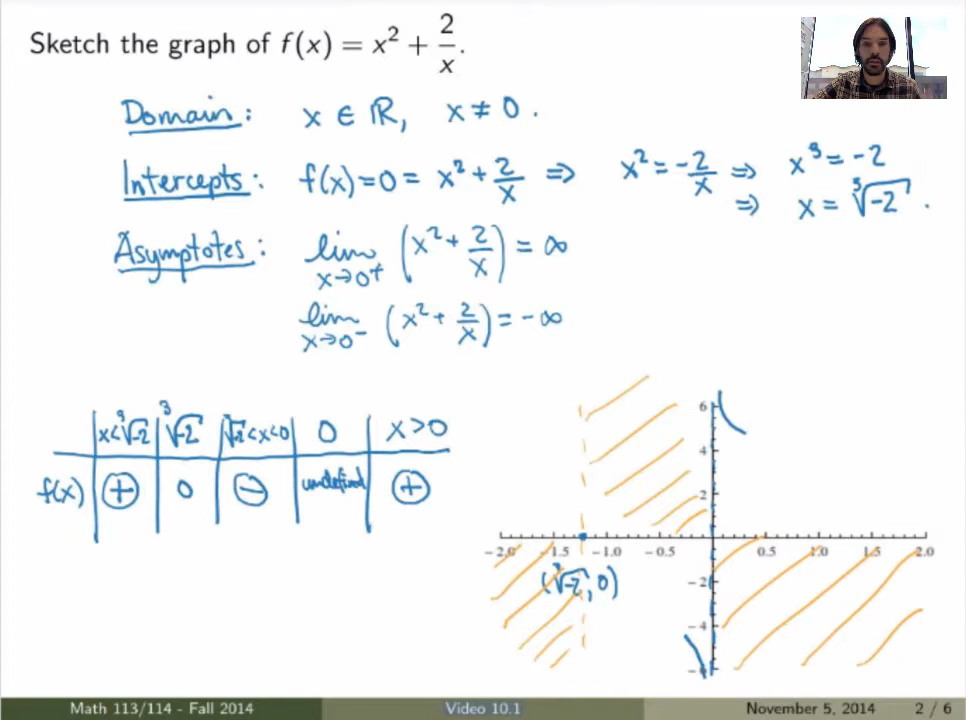 Sketch the graph of f(x) = x² + 2/x.
Domain: x ∈ ℝ, x ≠ 0.
Intercepts: f(x) = 0 = x² + 2/x ⇒ x² = -2/x ⇒ x³ = -2
⇒ x = ∛-2.
Asymptotes: lim x→0⁺ (x² + 2/x) = ∞
lim x→0⁻ (x² + 2/x) = -∞
x<∛-2 ∛-2 ∛-2<x<0 0 x>0
f(x) + 0 - undefined +
6
4
2
-2.0 -1.5 -1.0 -0.5 0.5 1.0 1.5 2.0
(∛-2, 0)
-2
-4
-6
Math 113/114 - Fall 2014 Video 10.1 November 5, 2014 2 / 6